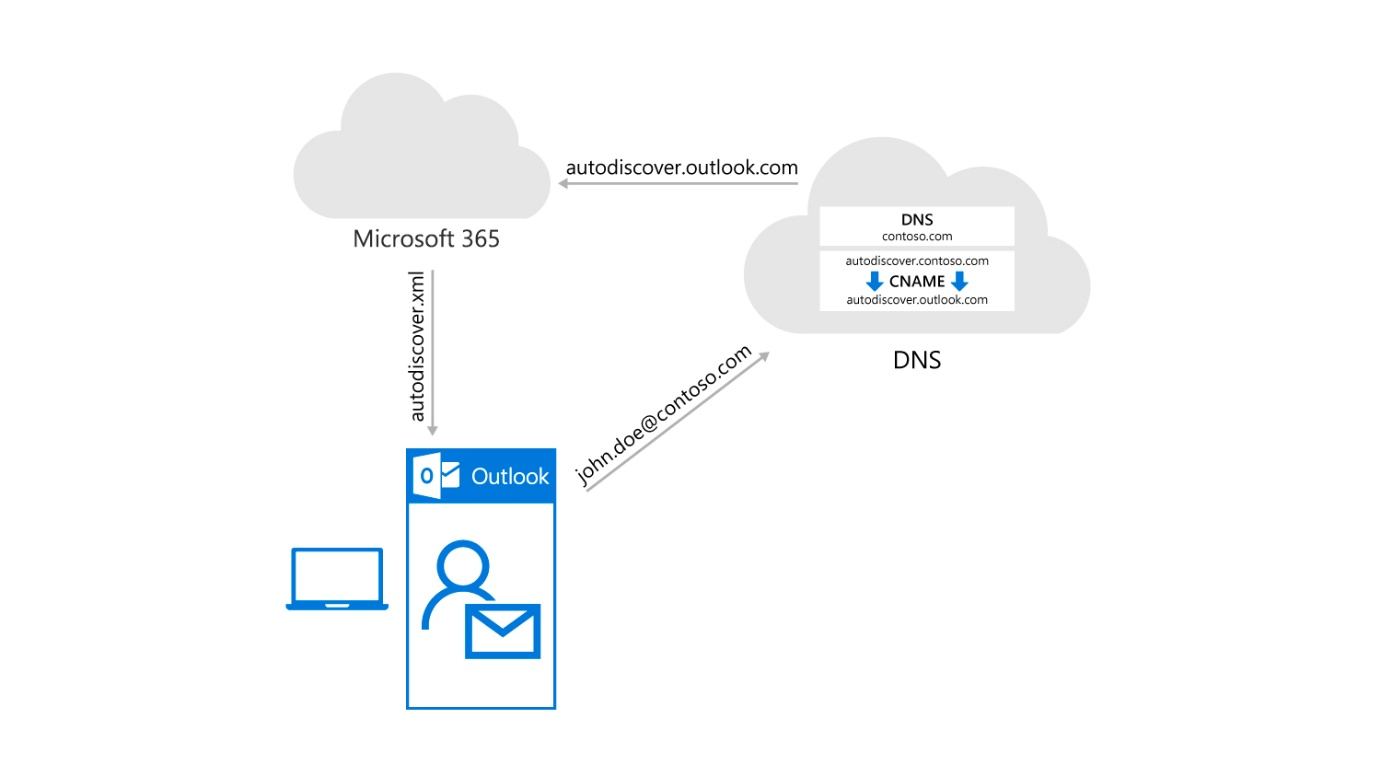 autodiscover.outlook.com
Microsoft 365
DNS
contoso.com
autodiscover.contoso.com
CNAME
autodiscover.outlook.com
DNS
autodiscover.xml
john.doe@contoso.com
O
Outlook